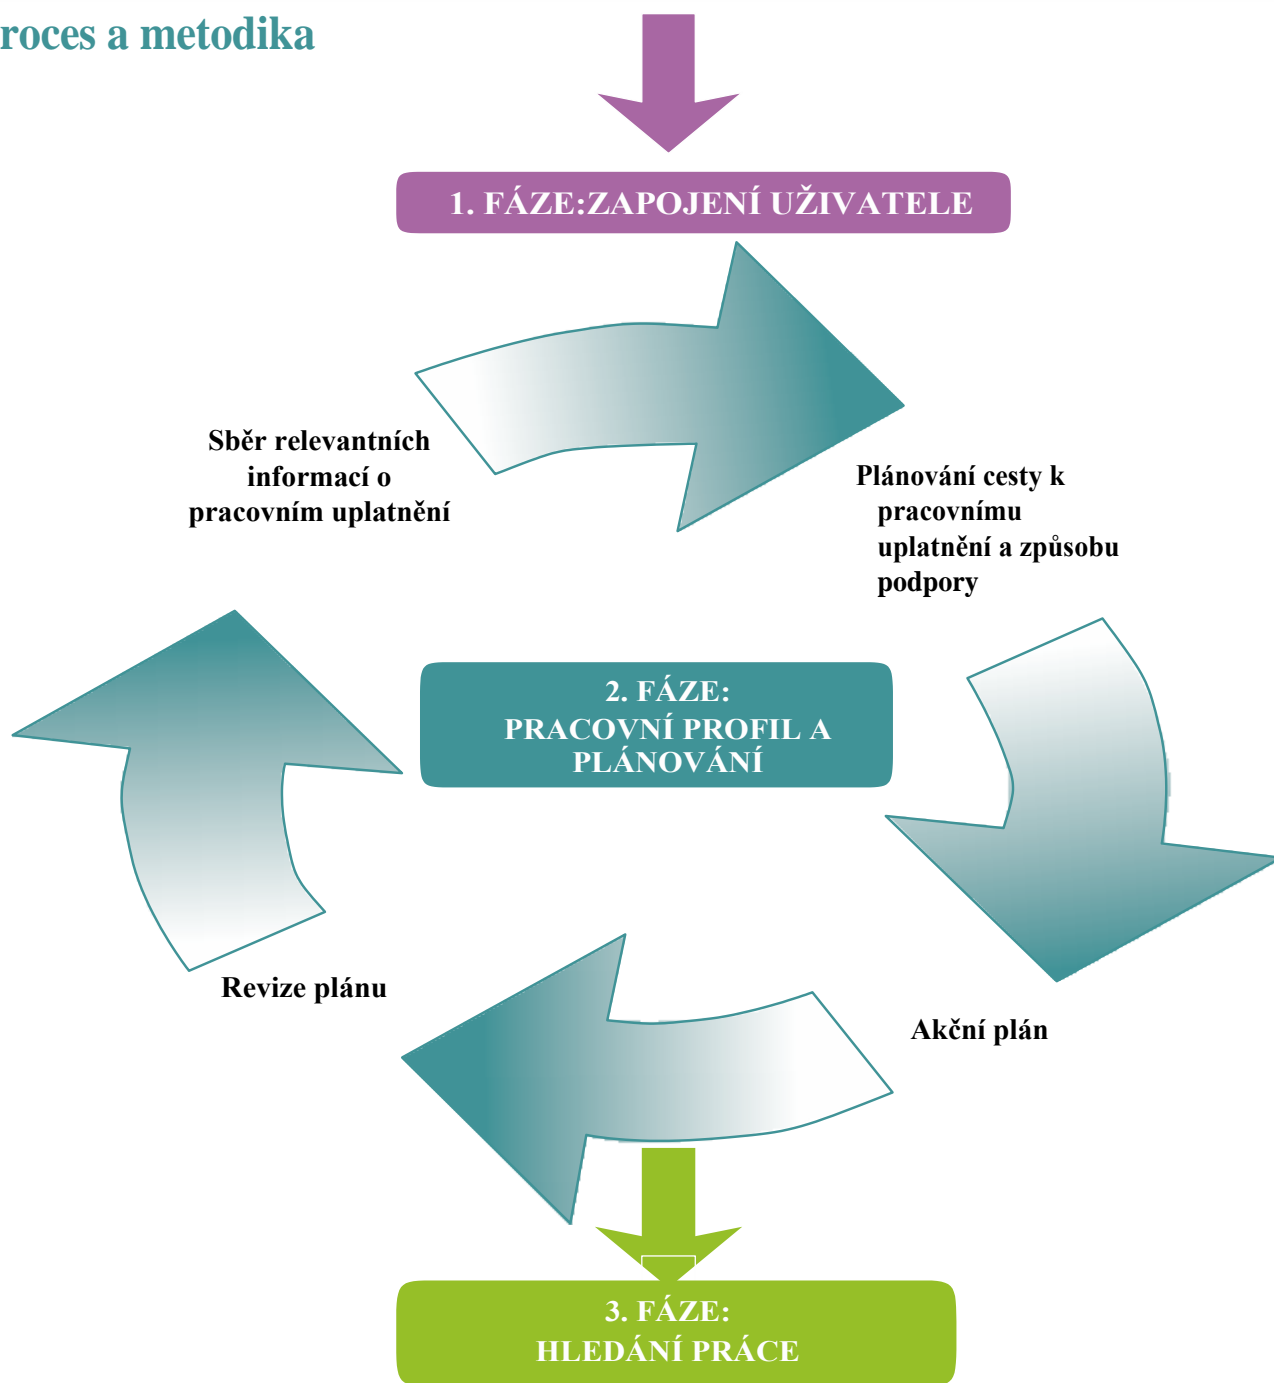 roces a metodika
1. FÁZE:ZAPOJENÍ UŽIVATELE
Sběr relevantních
informací o
pracovním uplatnění
Plánování cesty k
pracovnímu
uplatnění a způsobu
podpory
2. FÁZE:
PRACOVNÍ PROFIL A
PLÁNOVÁNÍ
Revize plánu
Akční plán
3. FÁZE:
HLEDÁNÍ PRÁCE